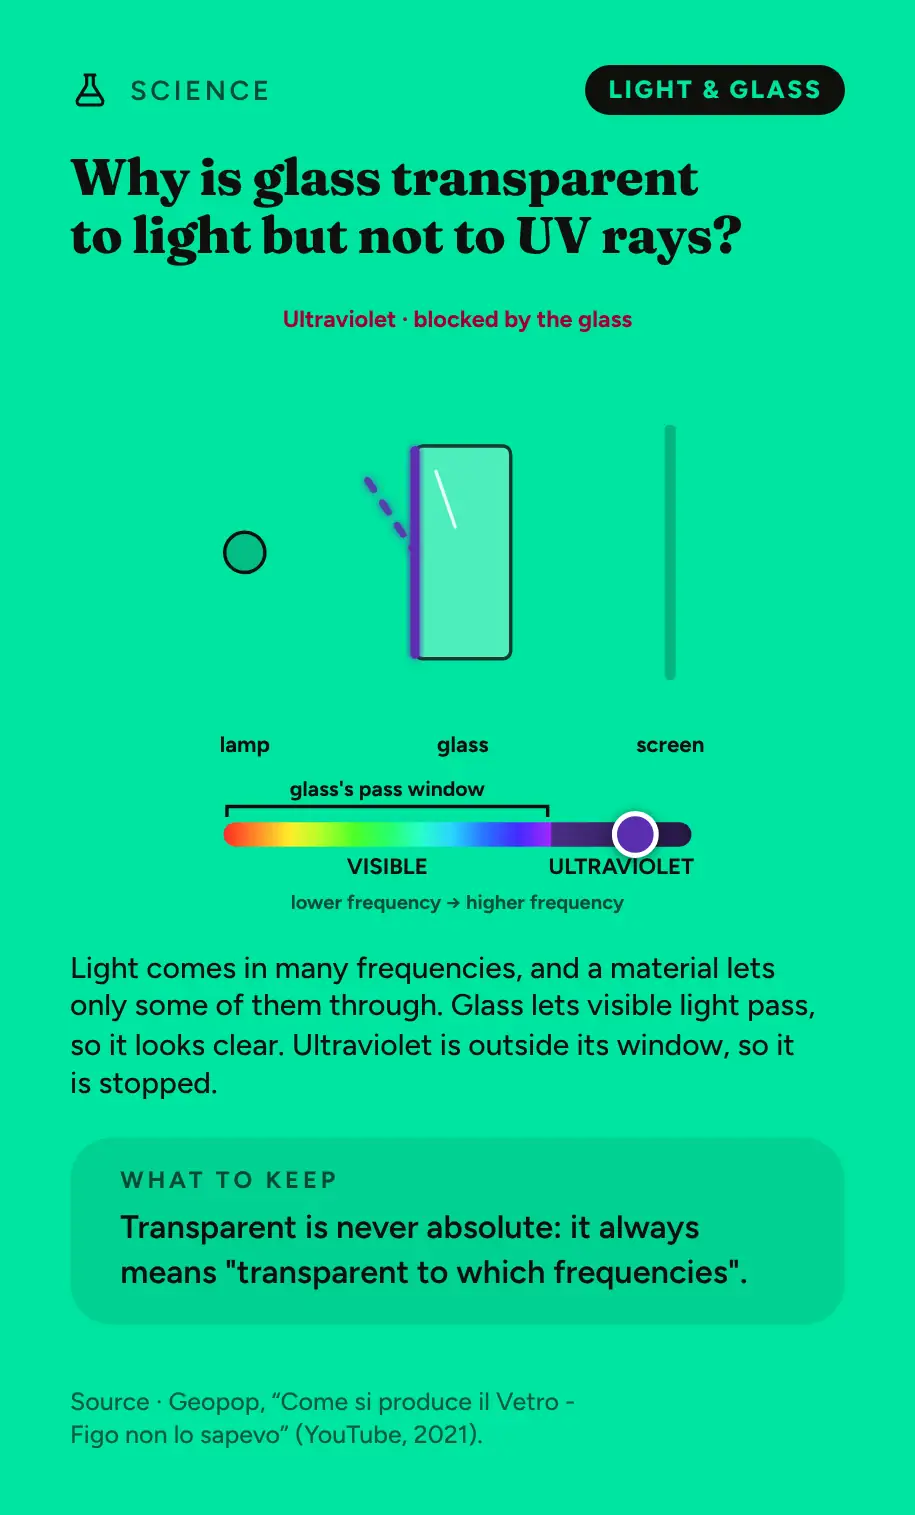 SCIENCE
LIGHT & GLASS
Why is glass transparent
to light but not to UV rays?
Ultraviolet · blocked by the glass
lamp
glass
screen
glass's pass window
VISIBLE
ULTRAVIOLET
lower frequency → higher frequency
Light comes in many frequencies, and a material lets
only some of them through. Glass lets visible light pass,
so it looks clear. Ultraviolet is outside its window, so it
is stopped.
WHAT TO KEEP
Transparent is never absolute: it always
means "transparent to which frequencies".
Source · Geopop, “Come si produce il Vetro -
Figo non lo sapevo” (YouTube, 2021).